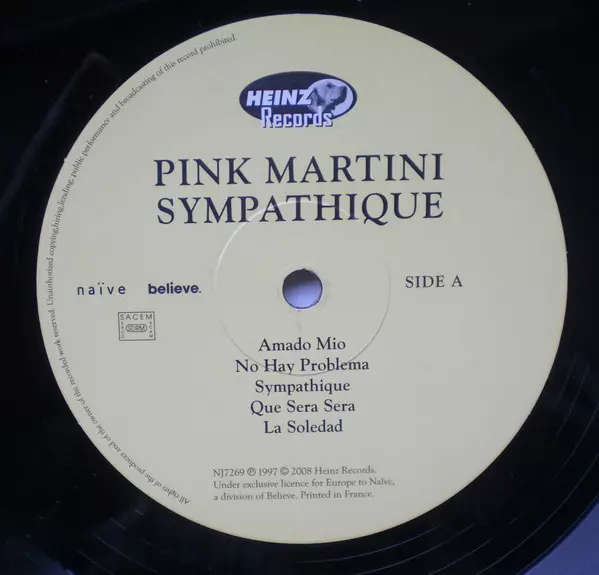 HEINZ
Records
PINK MARTINI
SYMPATHIQUE
naïve believe.
SIDE A
SACEM
SDRM
Amado Mio
No Hay Problema
Sympathique
Que Sera Sera
La Soledad
NJ7269 ℗ 1997 © 2008 Heinz Records.
Under exclusive licence for Europe to Naïve,
a division of Believe. Printed in France.
All rights of the producer and of the owner of the recorded work reserved. Unauthorized copying,hiring,lending, public performance and broadcasting of this record prohibited.